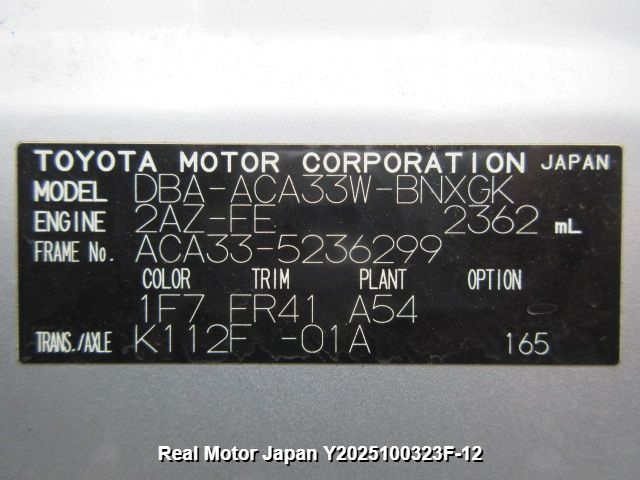 TOYOTA MOTOR CORPORATION JAPAN
MODEL DBA-ACA33W-BNXGK
ENGINE 2AZ-FE 2362 mL
FRAME No. ACA33-5236299
COLOR TRIM PLANT OPTION
1F7 FR41 A54
TRANS./AXLE K112F -01A 165
Real Motor Japan Y2025100323F-12